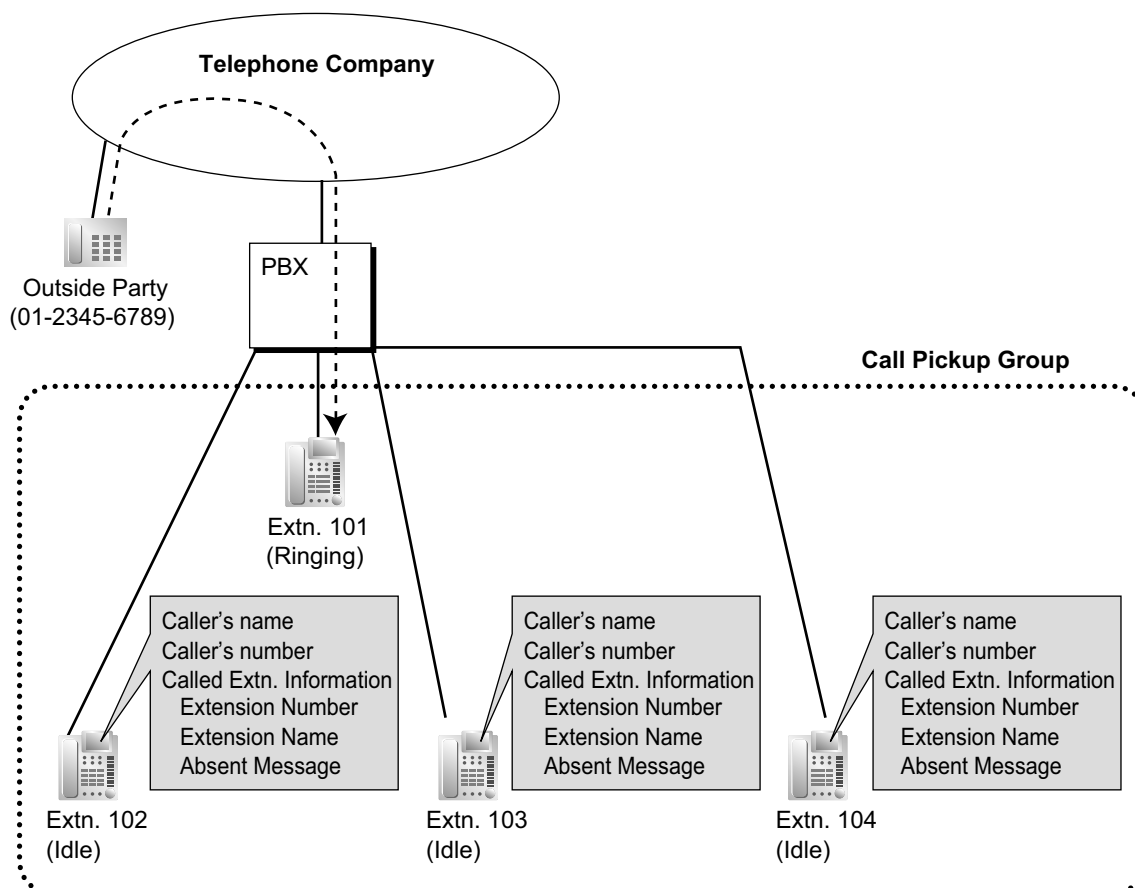 Telephone Company
PBX
Outside Party
(01-2345-6789)
Call Pickup Group
Extn. 101
(Ringing)
Caller’s name
Caller’s number
Called Extn. Information
Extension Number
Extension Name
Absent Message
Extn. 102
(Idle)
Caller’s name
Caller’s number
Called Extn. Information
Extension Number
Extension Name
Absent Message
Extn. 103
(Idle)
Caller’s name
Caller’s number
Called Extn. Information
Extension Number
Extension Name
Absent Message
Extn. 104
(Idle)